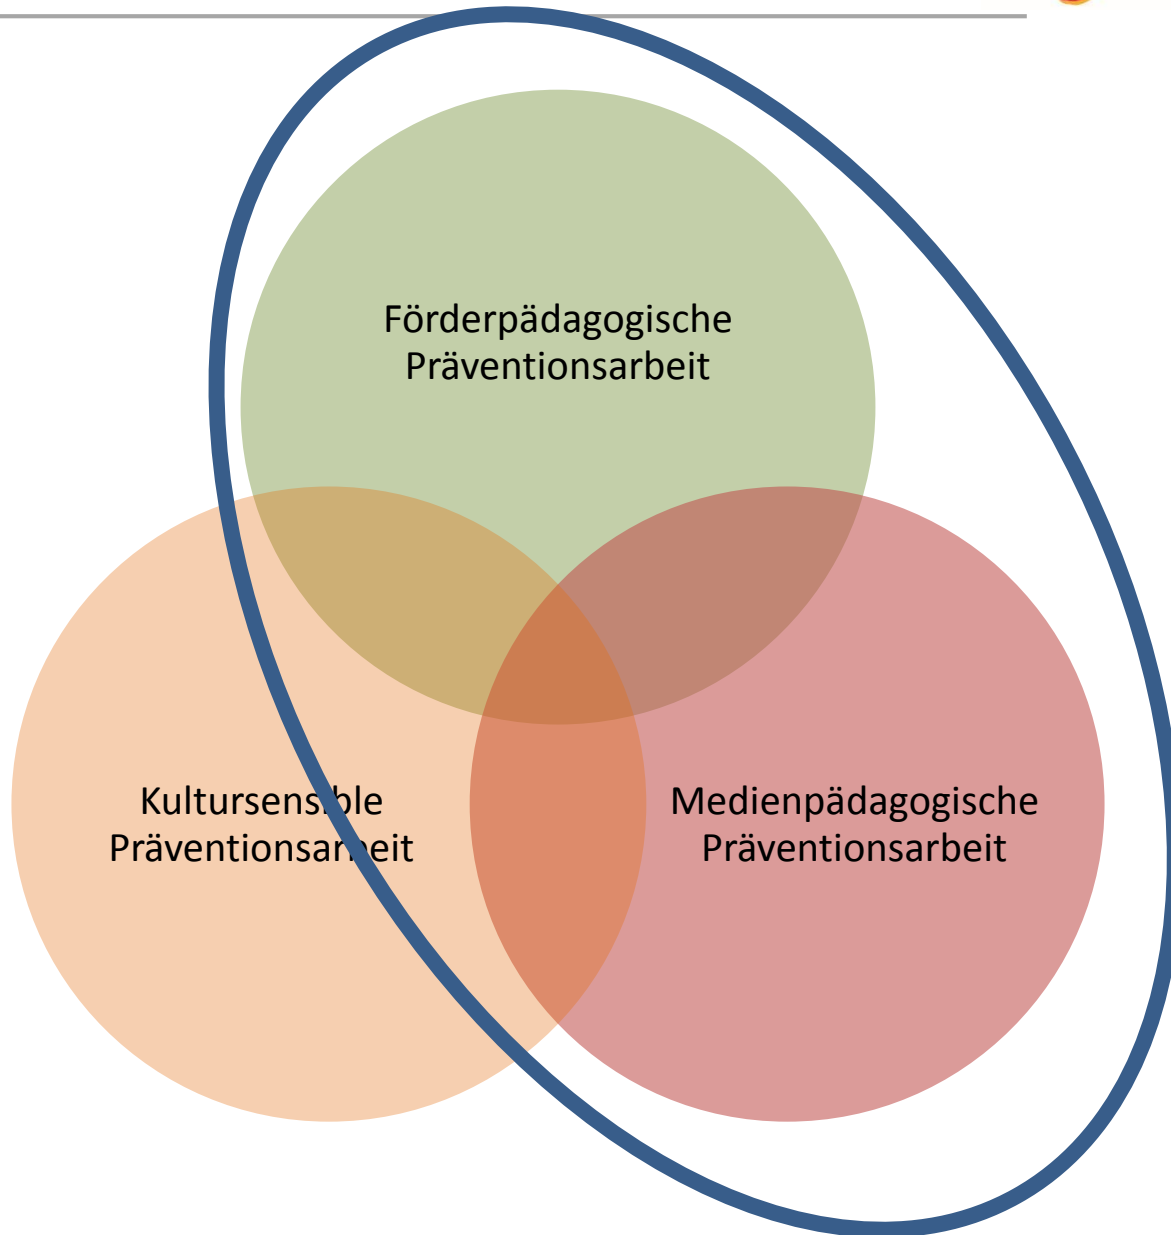 Förderpädagogische
Präventionsarbeit
Kultursensible
Präventionsarbeit
Medienpädagogische
Präventionsarbeit